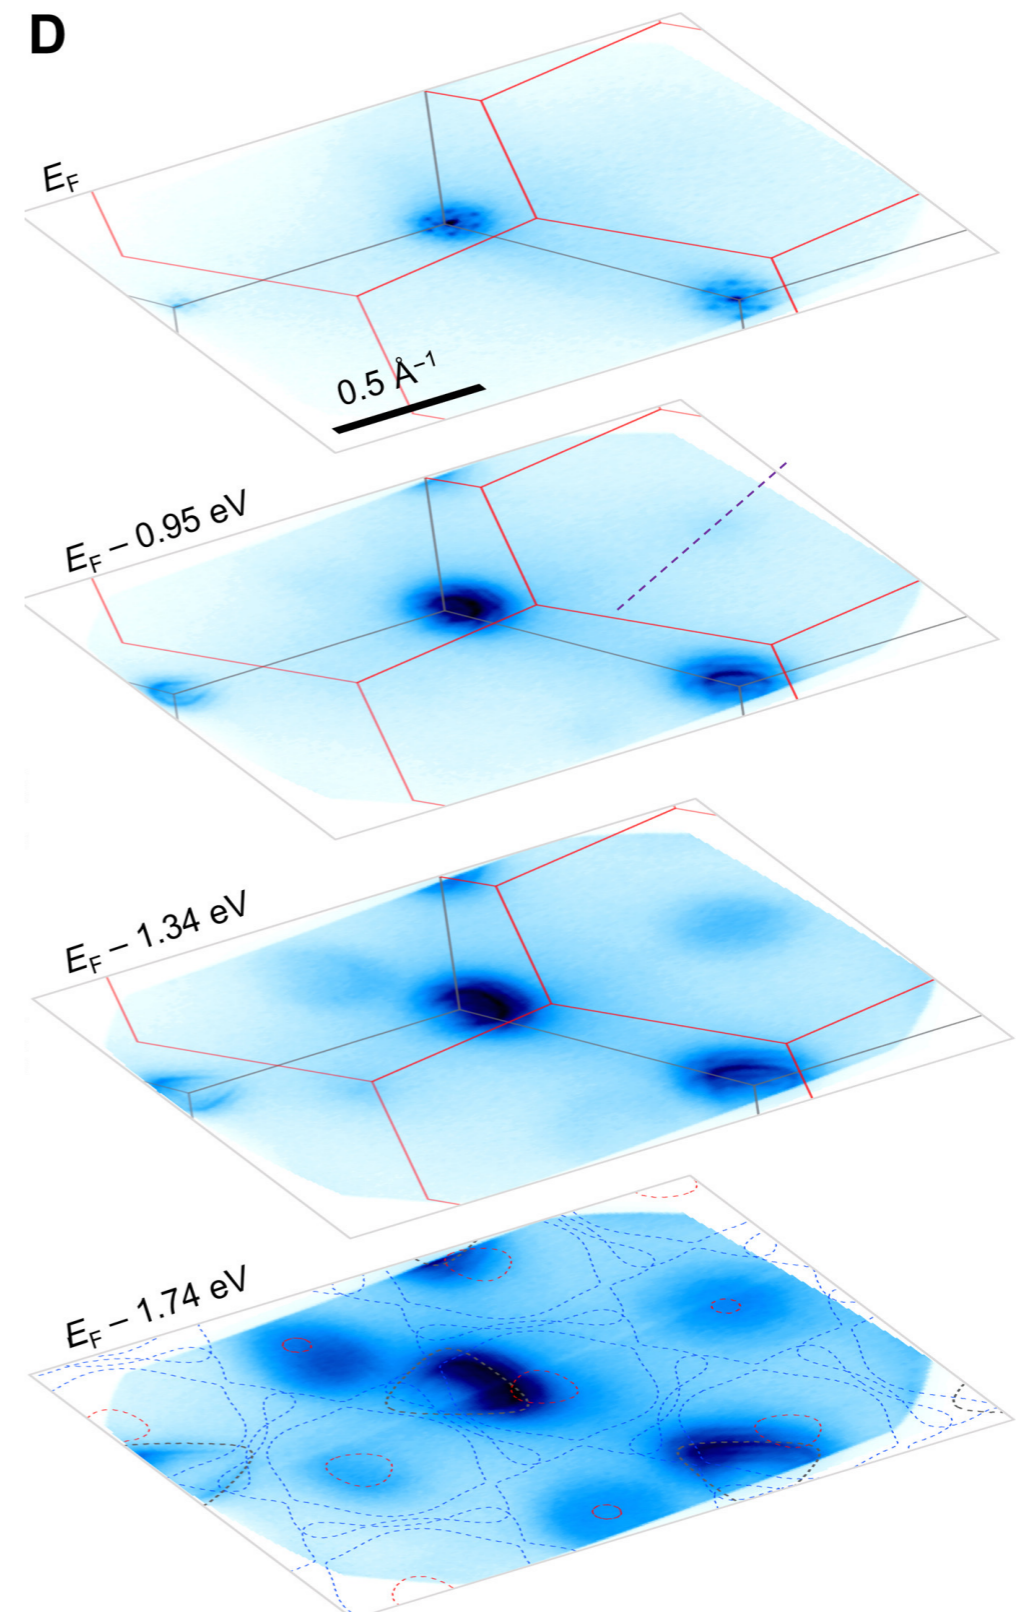 D
E_F
0.5 Å⁻¹
E_F – 0.95 eV
E_F – 1.34 eV
E_F – 1.74 eV